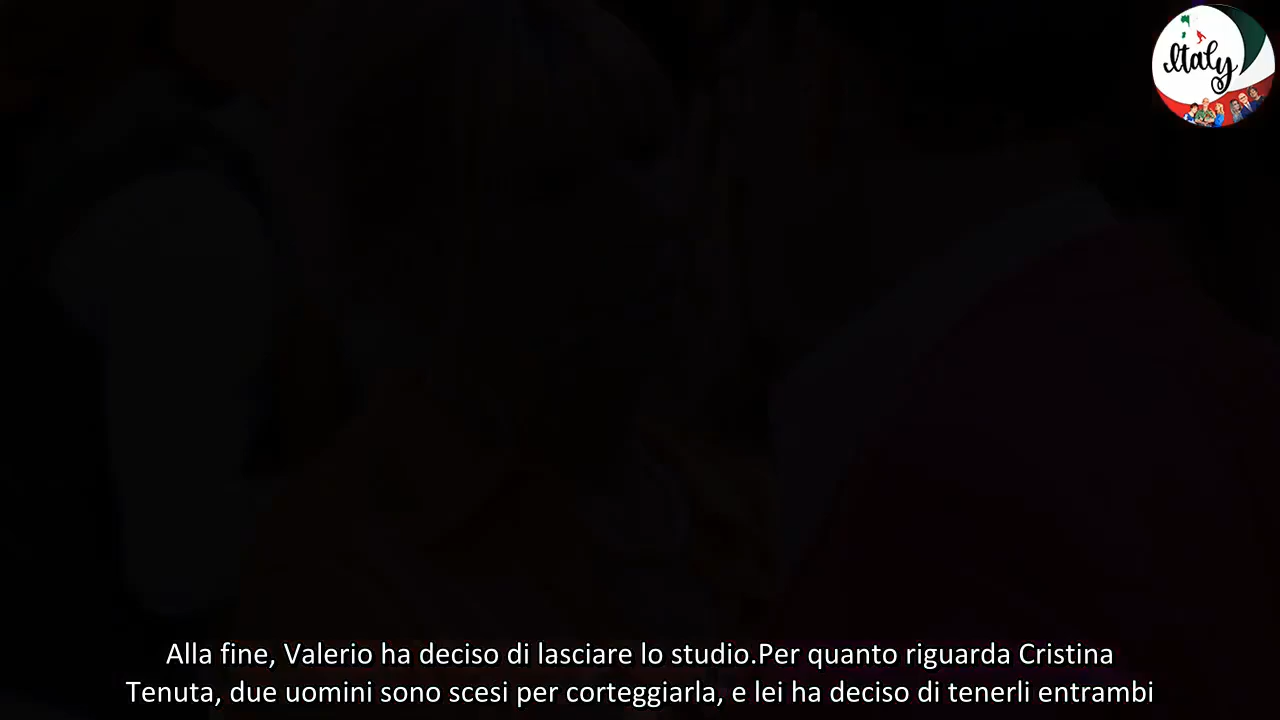 Italy
Alla fine, Valerio ha deciso di lasciare lo studio.Per quanto riguarda Cristina
Tenuta, due uomini sono scesi per corteggiarla, e lei ha deciso di tenerli entrambi